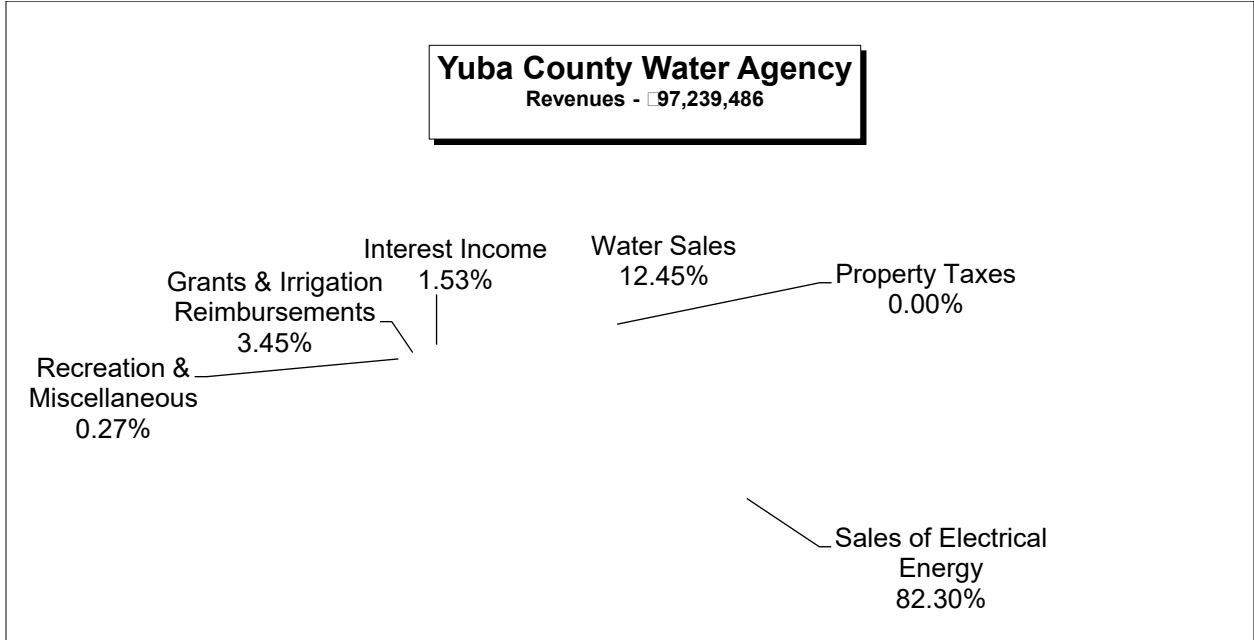 Yuba County Water Agency
Revenues - □97,239,486
Interest Income
1.53%
Water Sales
12.45%
Property Taxes
0.00%
Grants & Irrigation
Reimbursements
3.45%
Recreation &
Miscellaneous
0.27%
Sales of Electrical
Energy
82.30%